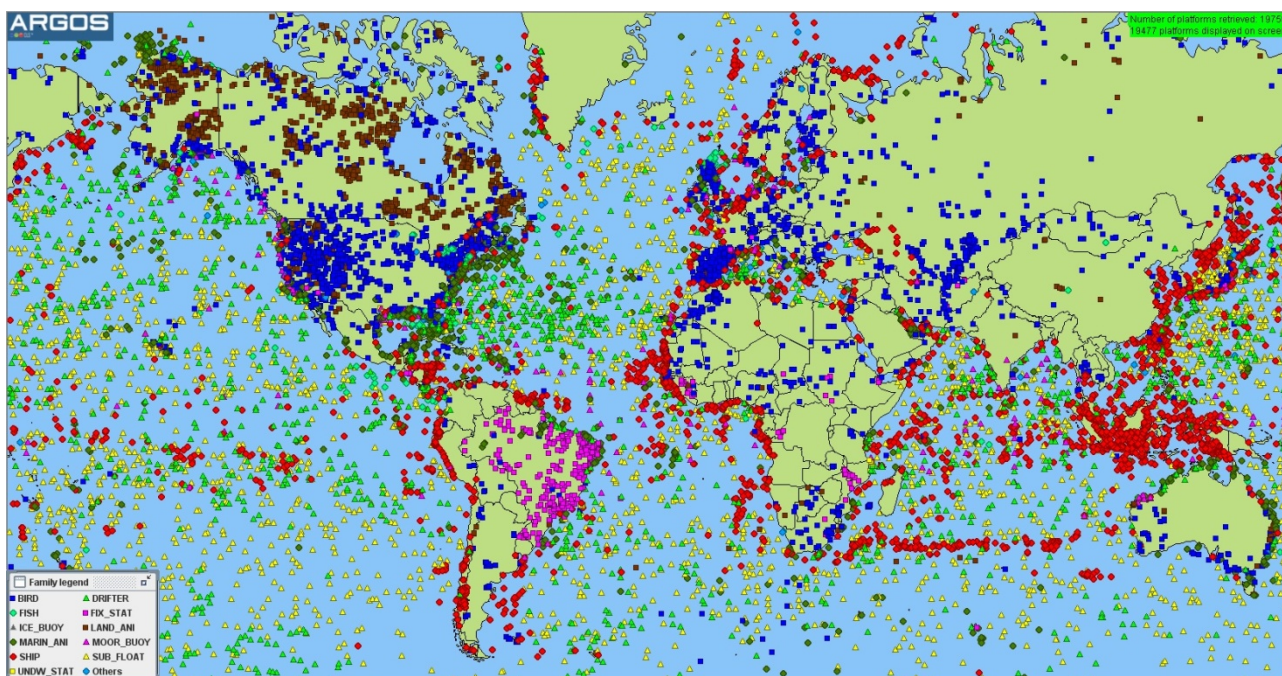 ARGOS
Number of platforms retrieved: 1975
19477 platforms displayed on scree
Family legend
BIRD DRIFTER
FISH FIX_STAT
ICE_BUOY LAND_ANI
MARIN_ANI MOOR_BUOY
SHIP SUB_FLOAT
UNDW_STAT Others